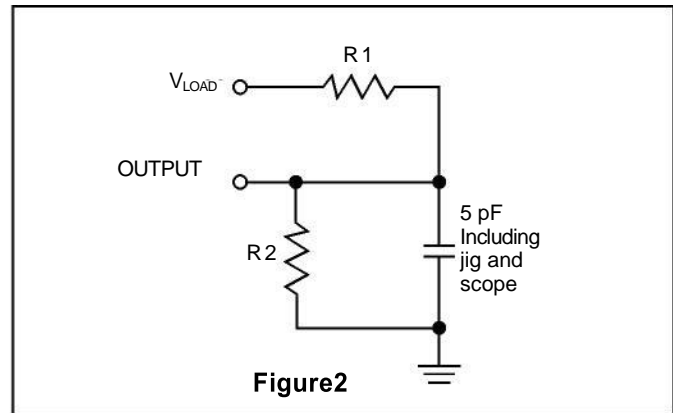 R1
VLOAD
OUTPUT
R2
5 pF
Including
jig and
scope
Figure2